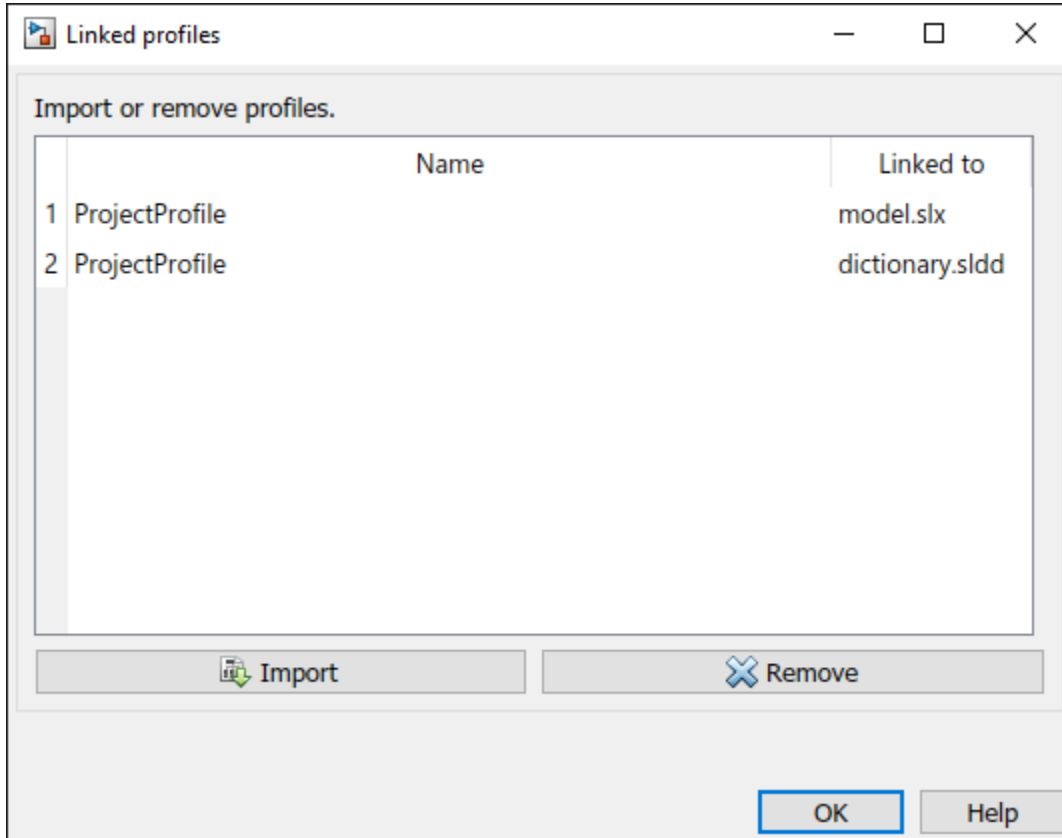 Linked profiles
Import or remove profiles.
Name Linked to
1 ProjectProfile model.slx
2 ProjectProfile dictionary.sldd
Import Remove
OK Help